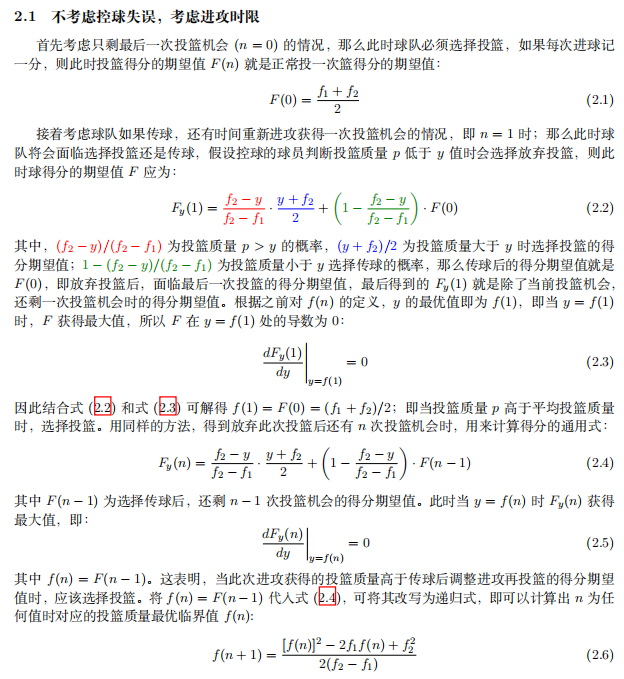 2.1 不考虑控球失误，考虑进攻时限
首先考虑只剩最后一次投篮机会 (n = 0) 的情况，那么此时球队必须选择投篮，如果每次进球记
一分，则此时投篮得分的期望值 F(n) 就是正常投一次篮得分的期望值：
F(0) = \frac{f_1 + f_2}{2} (2.1)
接着考虑球队如果传球，还有时间重新进攻获得一次投篮机会的情况，即 n = 1 时；那么此时球
队将会面临选择投篮还是传球，假设控球的球员判断投篮质量 p 低于 y 值时会选择放弃投篮，则此
时球得分的期望值 F 应为：
F_y(1) = \frac{f_2 - y}{f_2 - f_1} · \frac{y + f_2}{2} + \left(1 - \frac{f_2 - y}{f_2 - f_1}\right) · F(0) (2.2)
其中，(f_2 - y)/(f_2 - f_1) 为投篮质量 p > y 的概率，(y + f_2)/2 为投篮质量大于 y 时选择投篮的得
分期望值；1 - (f_2 - y)/(f_2 - f_1) 为投篮质量小于 y 选择传球的概率，那么传球后的得分期望值就是
F(0)，即放弃投篮后，面临最后一次投篮的得分期望值，最后得到的 F_y(1) 就是除了当前投篮机会，
还剩一次投篮机会时的得分期望值。根据之前对 f(n) 的定义，y 的最优值即为 f(1)，即当 y = f(1)
时，F 获得最大值，所以 F 在 y = f(1) 处的导数为 0：
\frac{dF_y(1)}{dy}|_{y=f(1)} = 0 (2.3)
因此结合式 (2.2) 和式 (2.3) 可解得 f(1) = F(0) = (f_1 + f_2)/2；即当投篮质量 p 高于平均投篮质量
时，选择投篮。用同样的方法，得到放弃此次投篮后还有 n 次投篮机会时，用来计算得分的通用式：
F_y(n) = \frac{f_2 - y}{f_2 - f_1} · \frac{y + f_2}{2} + \left(1 - \frac{f_2 - y}{f_2 - f_1}\right) · F(n - 1) (2.4)
其中 F(n - 1) 为选择传球后，还剩 n - 1 次投篮机会的得分期望值。此时当 y = f(n) 时 F_y(n) 获得
最大值，即：
\frac{dF_y(n)}{dy}|_{y=f(n)} = 0 (2.5)
其中 f(n) = F(n - 1)。这表明，当此次进攻获得的投篮质量高于传球后调整进攻再投篮的得分期望
值时，应该选择投篮。将 f(n) = F(n - 1) 代人式 (2.4)，可将其改写为递归式，即可以计算出 n 为任
何值时对应的投篮质量最优临界值 f(n):
f(n + 1) = \frac{[f(n)]^2 - 2f_1f(n) + f_2^2}{2(f_2 - f_1)} (2.6)